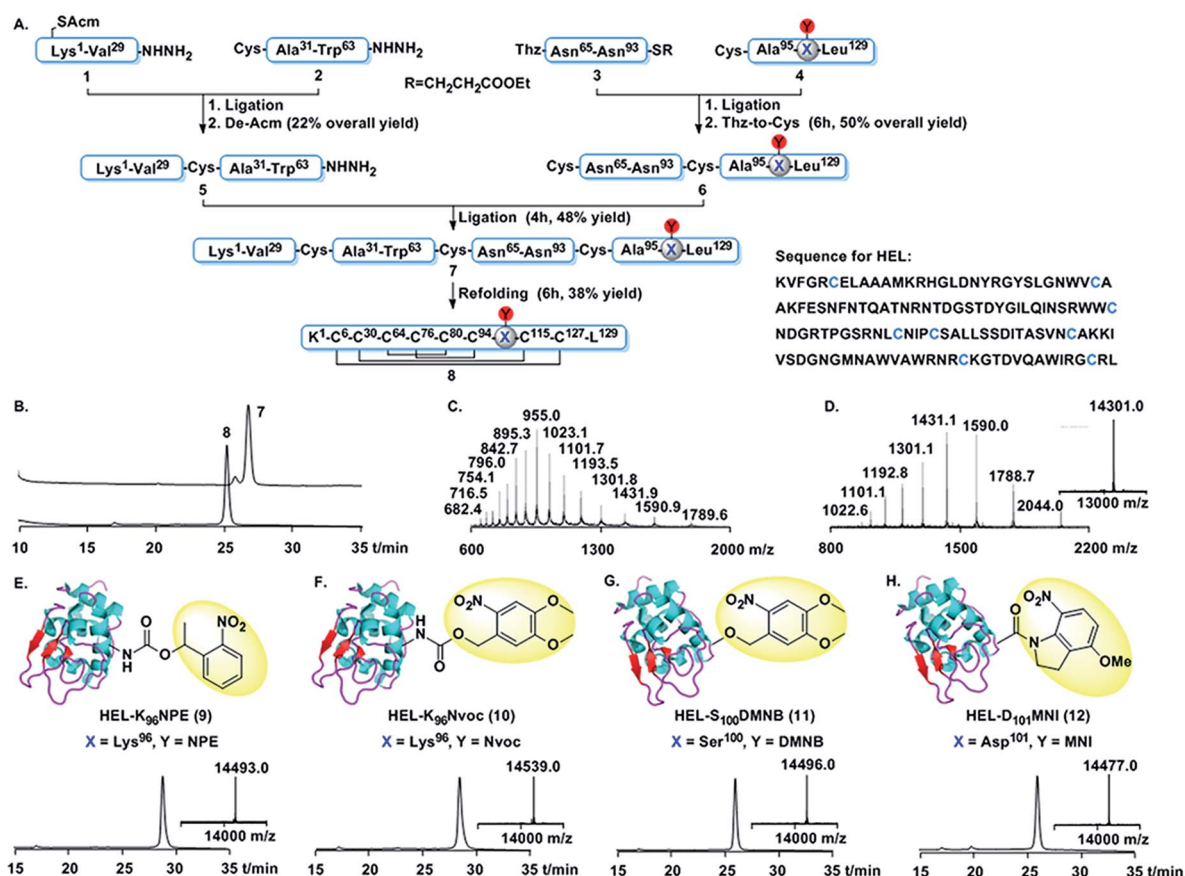 A.
SAcm
Lys1-Val29-NHNH2
Cys-Ala31-Trp63-NHNH2
Thz-Asn65-Asn93-SR
Y
Cys-Ala95-X-Leu129
1
2
R=CH2CH2COOEt
3
4
1. Ligation
2. De-Acm (22% overall yield)
1. Ligation
2. Thz-to-Cys (6h, 50% overall yield)
Y
Lys1-Val29-Cys-Ala31-Trp63-NHNH2
Cys-Asn65-Asn93-Cys-Ala95-X-Leu129
5
6
Ligation (4h, 48% yield)
Y
Lys1-Val29-Cys-Ala31-Trp63-Cys-Asn65-Asn93-Cys-Ala95-X-Leu129
7
Refolding (6h, 38% yield)
Y
K1-C6-C30-C64-C76-C80-C94-X-C115-C127-L129
8
Sequence for HEL:
KVFGRCELAAAMKRHGLDNYRGYSLGNWVCA
AKFESNFNTQATNRNTDGSTDYGILQINSRWWC
NDGRTPGSRNLCNIPCSALLSSDITASVNCAKKI
VSDGNGMNAWVAWRNRCKGTDVQAWIRGCRL
B.
8
7
10 15 20 25 30 35 t/min
C.
955.0
895.3
1023.1
842.7
1101.7
796.0
1193.5
754.1
1301.8
716.5
1431.9
682.4
1590.9
1789.6
600 1300 2000 m/z
D.
14301.0
1431.1
1590.0
1301.1
1192.8
1788.7
1101.1
1022.6
2044.0
13000 m/z
800 1500 2200 m/z
E.
NO2
O
N
H
O
HEL-K96NPE (9)
X = Lys96, Y = NPE
14493.0
14000 m/z
15 20 25 30 35 t/min
F.
NO2
O
NH
O
O
O
HEL-K96Nvoc (10)
X = Lys96, Y = Nvoc
14539.0
14000 m/z
15 20 25 30 35 t/min
G.
NO2
O
O
O
HEL-S100DMNB (11)
X = Ser100, Y = DMNB
14496.0
14000 m/z
15 20 25 30 35 t/min
H.
NO2
O
N
OMe
HEL-D101MNI (12)
X = Asp101, Y = MNI
14477.0
14000 m/z
15 20 25 30 35 t/min